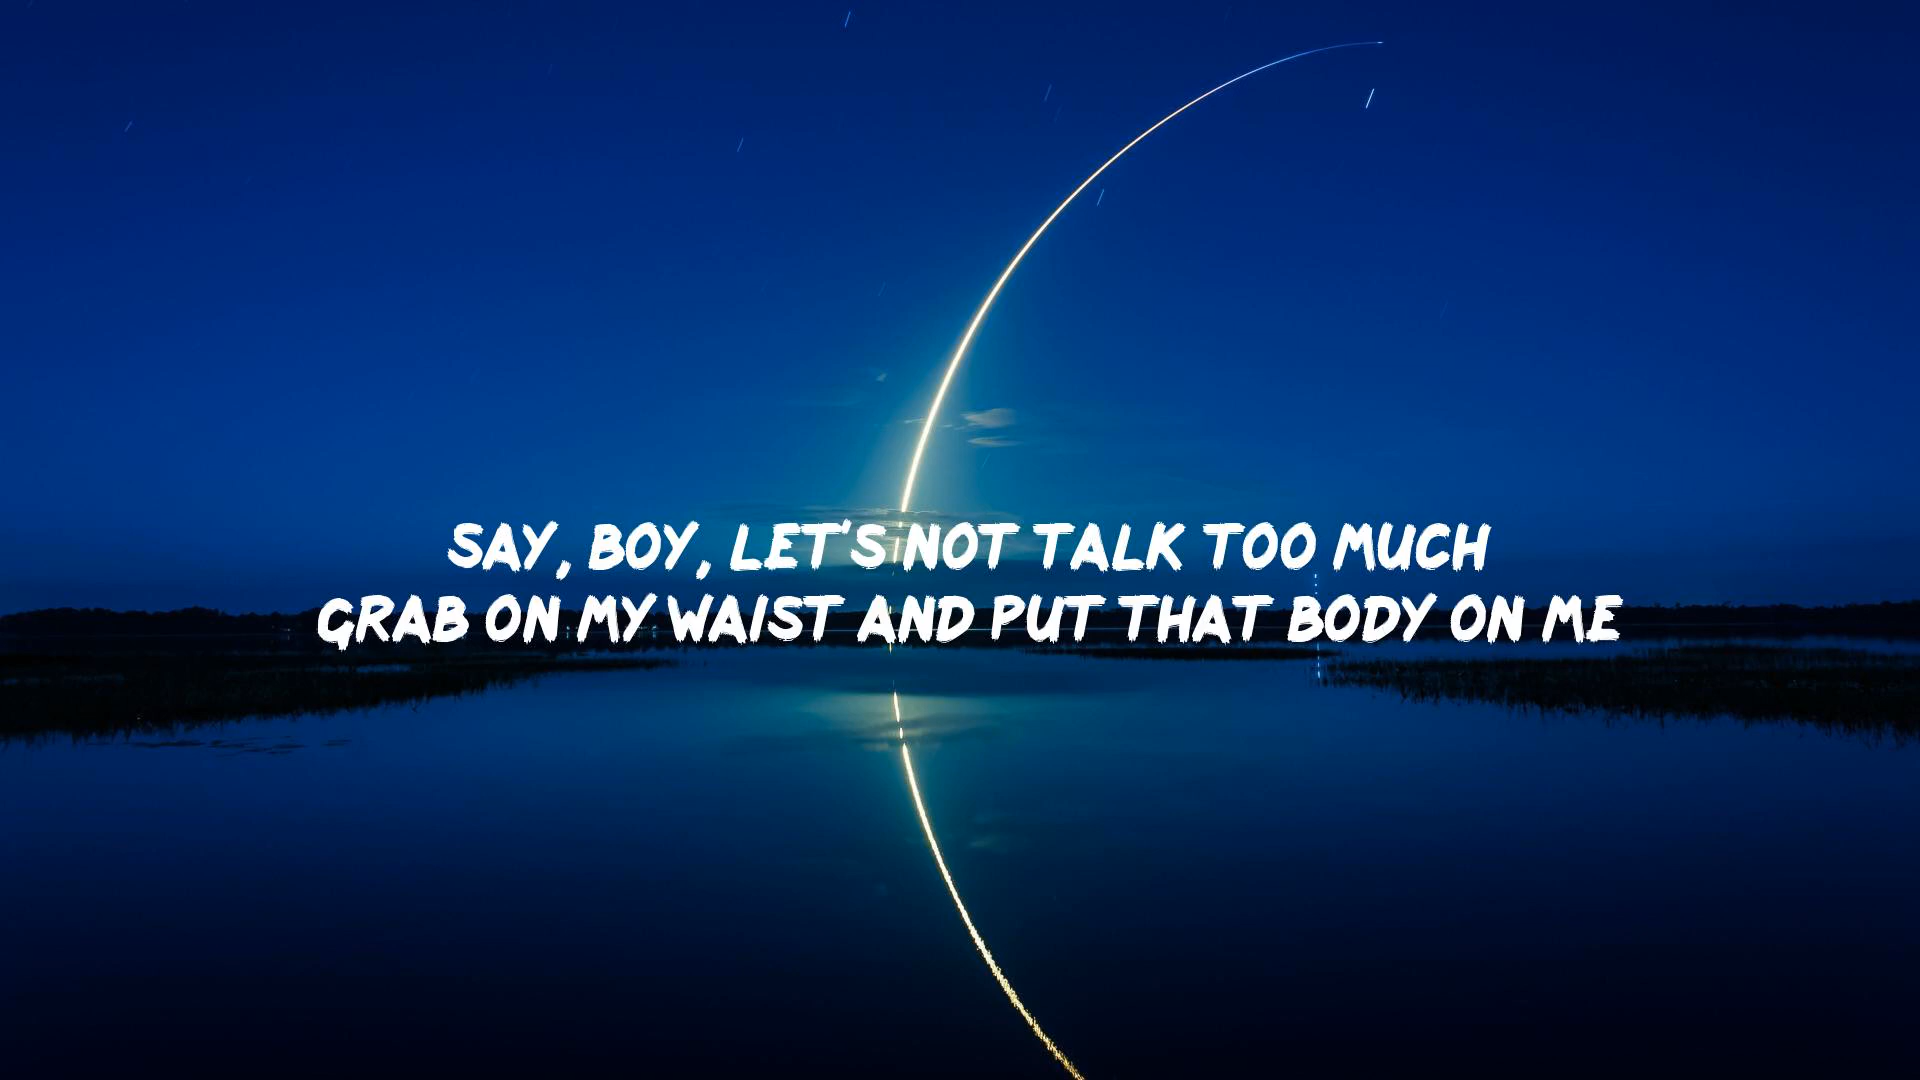 SAY, BOY, LET'S NOT TALK TOO MUCH
GRAB ON MY WAIST AND PUT THAT BODY ON ME